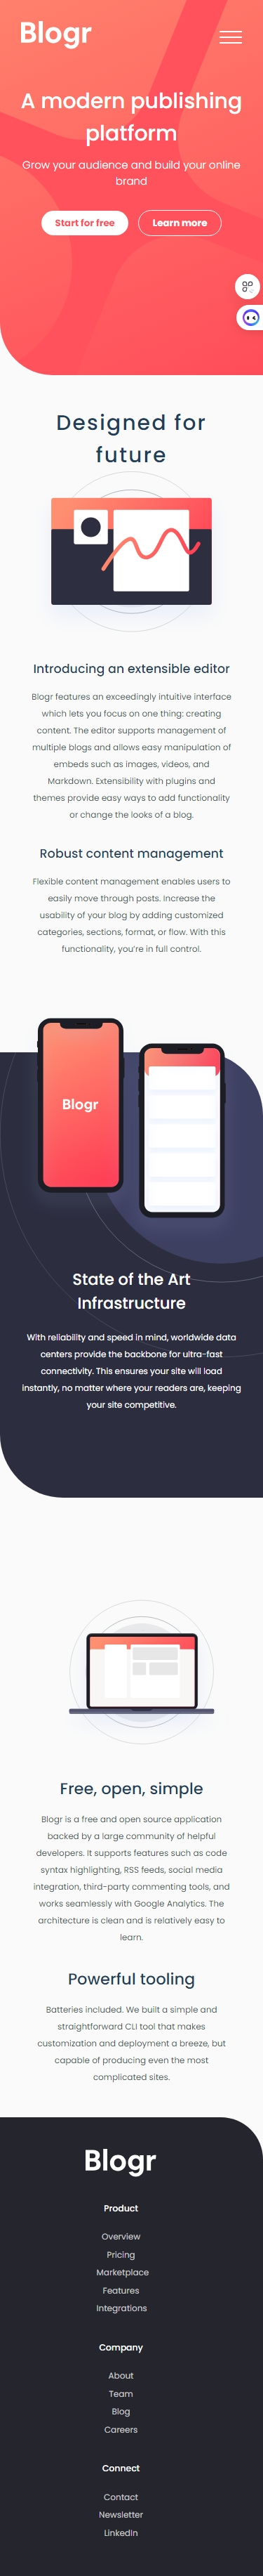 Blogr
A modern publishing
platform
Grow your audience and build your online
brand
Start for free
Learn more
Designed for
future
Introducing an extensible editor
Blogr features an exceedingly intuitive interface
which lets you focus on one thing: creating
content. The editor supports management of
multiple blogs and allows easy manipulation of
embeds such as images, videos, and
Markdown. Extensibility with plugins and
themes provide easy ways to add functionality
or change the looks of a blog.
Robust content management
Flexible content management enables users to
easily move through posts. Increase the
usability of your blog by adding customized
categories, sections, format, or flow. With this
functionality, you're in full control.
Blogr
State of the Art
Infrastructure
With reliability and speed in mind, worldwide data
centers provide the backbone for ultra-fast
connectivity. This ensures your site will load
instantly, no matter where your readers are, keeping
your site competitive.
Free, open, simple
Blogr is a free and open source application
backed by a large community of helpful
developers. It supports features such as code
syntax highlighting, RSS feeds, social media
integration, third-party commenting tools, and
works seamlessly with Google Analytics. The
architecture is clean and is relatively easy to
learn.
Powerful tooling
Batteries included. We built a simple and
straightforward CLI tool that makes
customization and deployment a breeze, but
capable of producing even the most
complicated sites.
Blogr
Product
Overview
Pricing
Marketplace
Features
Integrations
Company
About
Team
Blog
Careers
Connect
Contact
Newsletter
LinkedIn